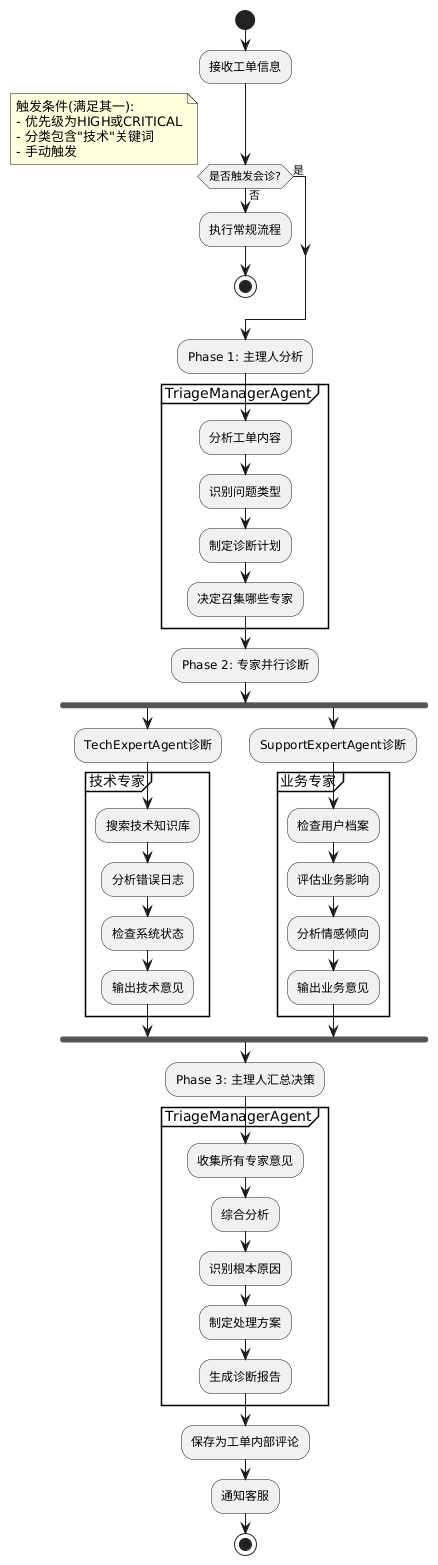 接收工单信息
触发条件(满足其一):
- 优先级为HIGH或CRITICAL
- 分类包含"技术"关键词
- 手动触发
是否触发会诊?
是
否
执行常规流程
Phase 1: 主理人分析
TriageManagerAgent
分析工单内容
识别问题类型
制定诊断计划
决定召集哪些专家
Phase 2: 专家并行诊断
TechExpertAgent诊断
技术专家
搜索技术知识库
分析错误日志
检查系统状态
输出技术意见
SupportExpertAgent诊断
业务专家
检查用户档案
评估业务影响
分析情感倾向
输出业务意见
Phase 3: 主理人汇总决策
TriageManagerAgent
收集所有专家意见
综合分析
识别根本原因
制定处理方案
生成诊断报告
保存为工单内部评论
通知客服